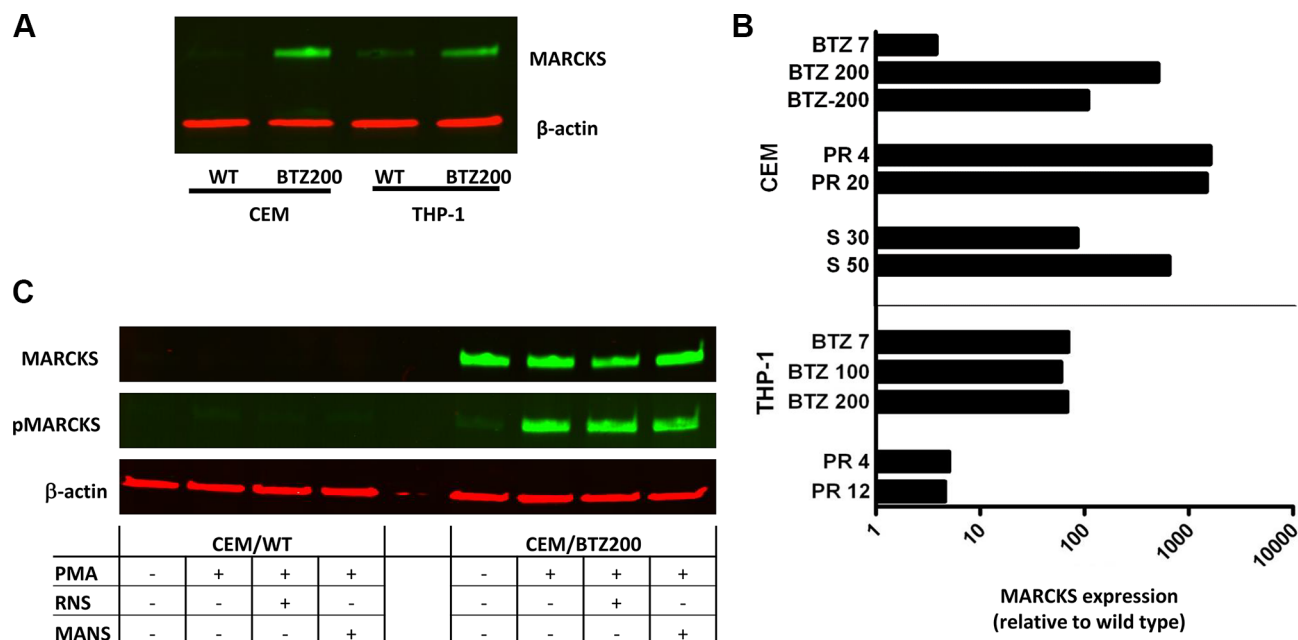 A
MARCKS
β-actin
WT BTZ200 WT BTZ200
CEM THP-1
B
CEM
BTZ 7
BTZ 200
BTZ-200
PR 4
PR 20
S 30
S 50
THP-1
BTZ 7
BTZ 100
BTZ 200
PR 4
PR 12
1 10 100 1000 10000
MARCKS expression
(relative to wild type)
C
MARCKS
pMARCKS
β-actin
CEM/WT CEM/BTZ200
PMA - + + + - + + +
RNS - - + - - - + -
MANS - - - + - - - +